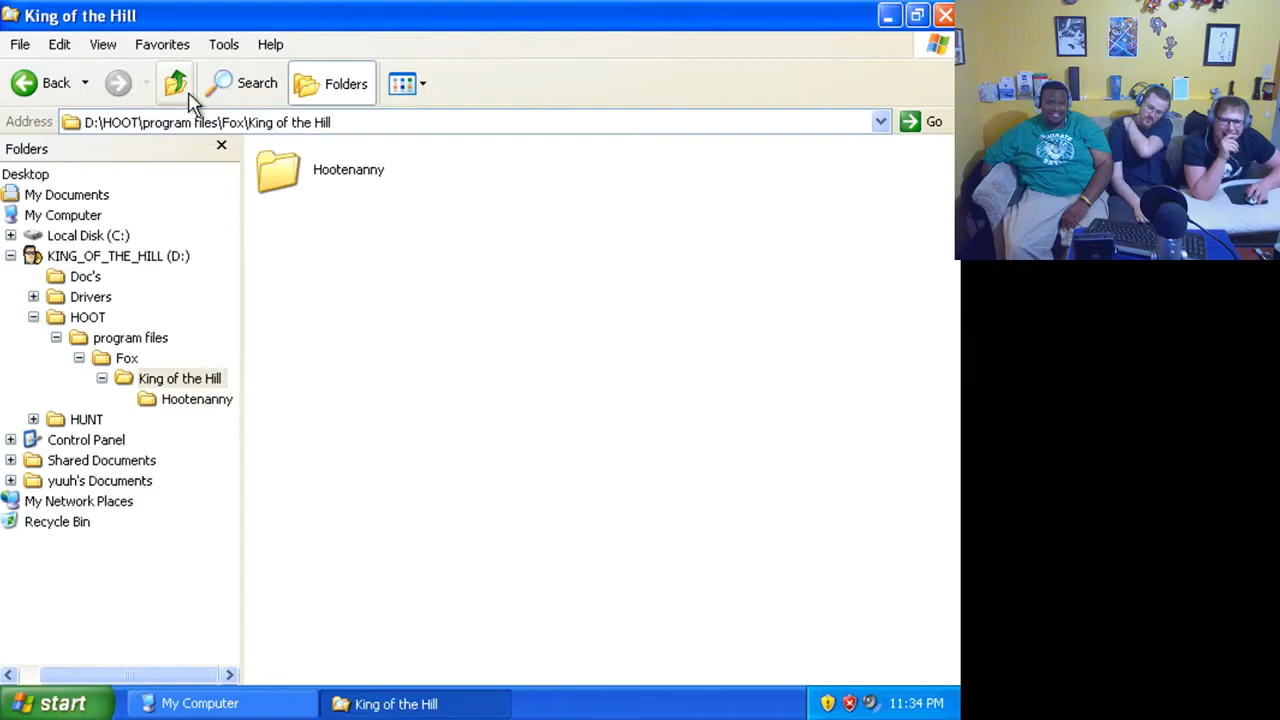 King of the Hill
File Edit View Favorites Tools Help
Back Search Folders
Address D:\HOOT\program files\Fox\King of the Hill Go
Folders
Desktop
My Documents
My Computer
Local Disk (C:)
KING_OF_THE_HILL (D:)
Doc's
Drivers
HOOT
program files
Fox
King of the Hill
Hootenanny
HUNT
Control Panel
Shared Documents
yuuh's Documents
My Network Places
Recycle Bin
Hootenanny
start My Computer King of the Hill 11:34 PM